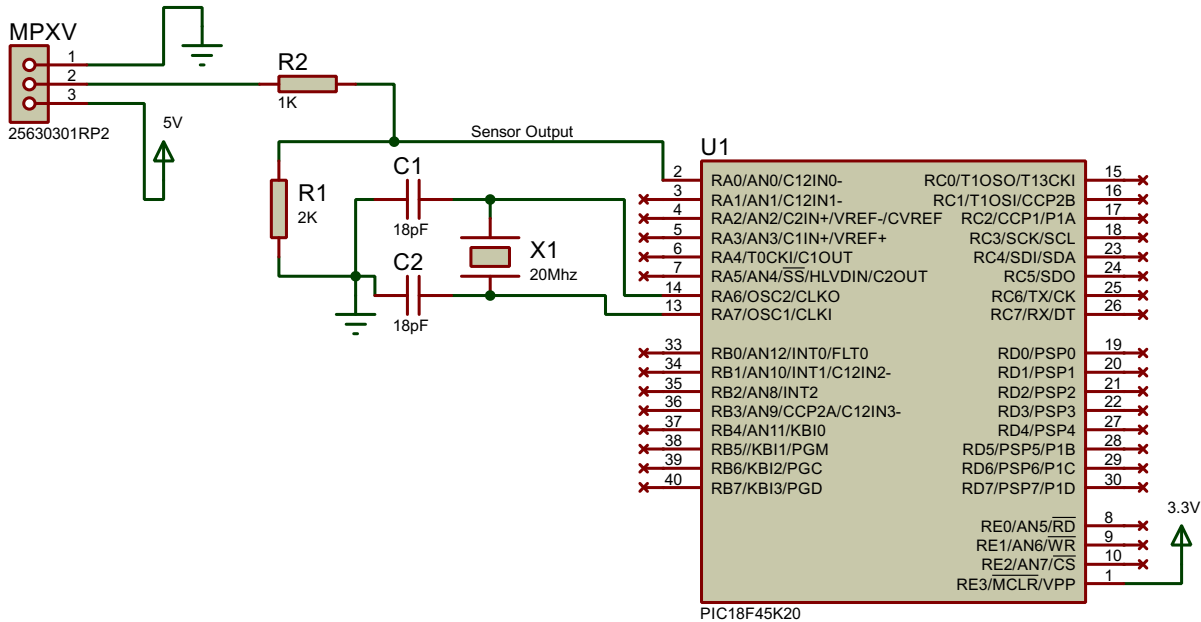 MPXV
1
2
3
25630301RP2
5V
R2
1K
Sensor Output
R1
2K
C1
18pF
C2
18pF
X1
20Mhz
U1
2 RA0/AN0/C12IN0-
3 RA1/AN1/C12IN1-
4 RA2/AN2/C2IN+/VREF-/CVREF
5 RA3/AN3/C1IN+/VREF+
6 RA4/T0CKI/C1OUT
7 RA5/AN4/SS/HLVDIN/C2OUT
14 RA6/OSC2/CLKO
13 RA7/OSC1/CLKI
33 RB0/AN12/INT0/FLT0
34 RB1/AN10/INT1/C12IN2-
35 RB2/AN8/INT2
36 RB3/AN9/CCP2A/C12IN3-
37 RB4/AN11/KBI0
38 RB5//KBI1/PGM
39 RB6/KBI2/PGC
40 RB7/KBI3/PGD
RC0/T1OSO/T13CKI 15
RC1/T1OSI/CCP2B 16
RC2/CCP1/P1A 17
RC3/SCK/SCL 18
RC4/SDI/SDA 23
RC5/SDO 24
RC6/TX/CK 25
RC7/RX/DT 26
RD0/PSP0 19
RD1/PSP1 20
RD2/PSP2 21
RD3/PSP3 22
RD4/PSP4 27
RD5/PSP5/P1B 28
RD6/PSP6/P1C 29
RD7/PSP7/P1D 30
RE0/AN5/RD 8
RE1/AN6/WR 9
RE2/AN7/CS 10
RE3/MCLR/VPP 1
3.3V
PIC18F45K20